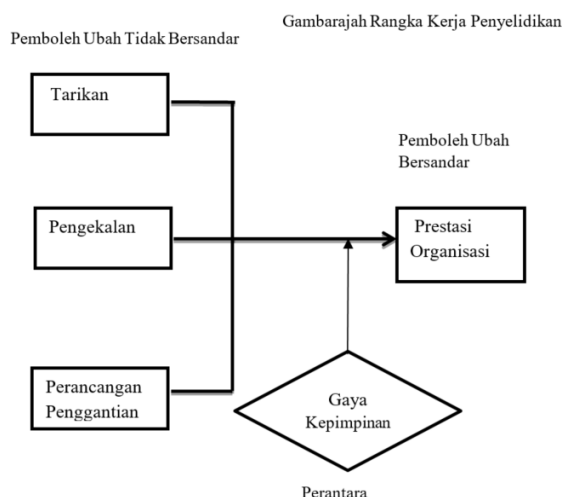 Gambarajah Rangka Kerja Penyelidikan
Pemboleh Ubah Tidak Bersandar
Tarikan
Pemboleh Ubah
Bersandar
Pengekalan
Prestasi
Organisasi
Perancangan
Penggantian
Gaya
Kepimpinan
Perantara